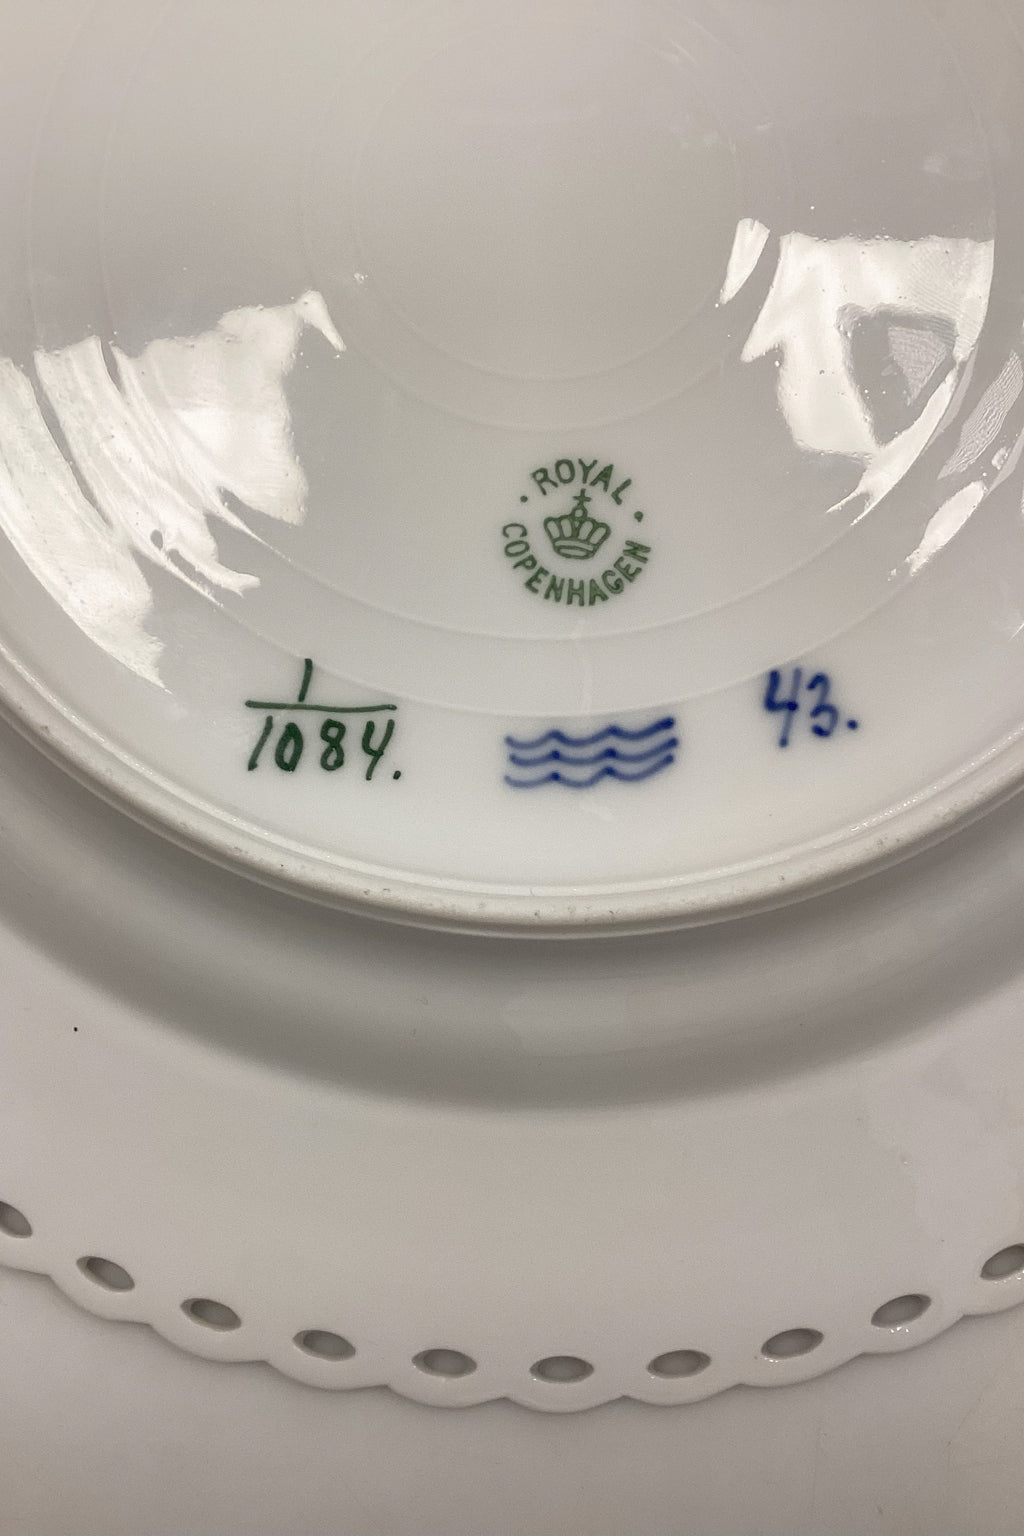 ROYAL
COPENHAGEN
1
1084.
43.